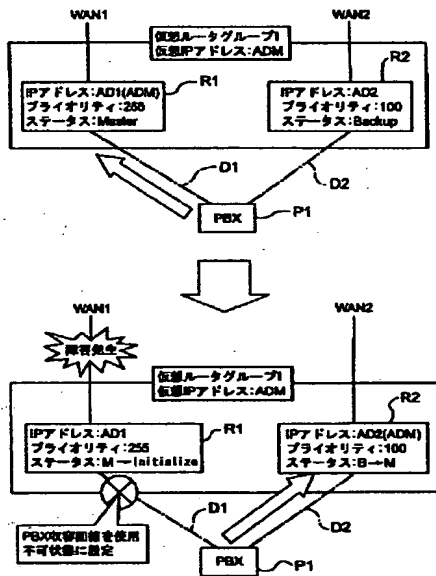 WAN1
WAN2
仮想ルータグループ1
仮想IPアドレス:ADM
R1
IPアドレス:AD1(ADM)
プライオリティ:255
ステータス:Master
R2
IPアドレス:AD2
プライオリティ:100
ステータス:Backup
D1
D2
PBX
P1
WAN1
WAN2
障害発生
仮想ルータグループ1
仮想IPアドレス:ADM
R1
IPアドレス:AD1
プライオリティ:255
ステータス:M→Initialize
R2
IPアドレス:AD2(ADM)
プライオリティ:100
ステータス:B→M
PBX収容回線を使用
不可状態に設定
D1
D2
PBX
P1